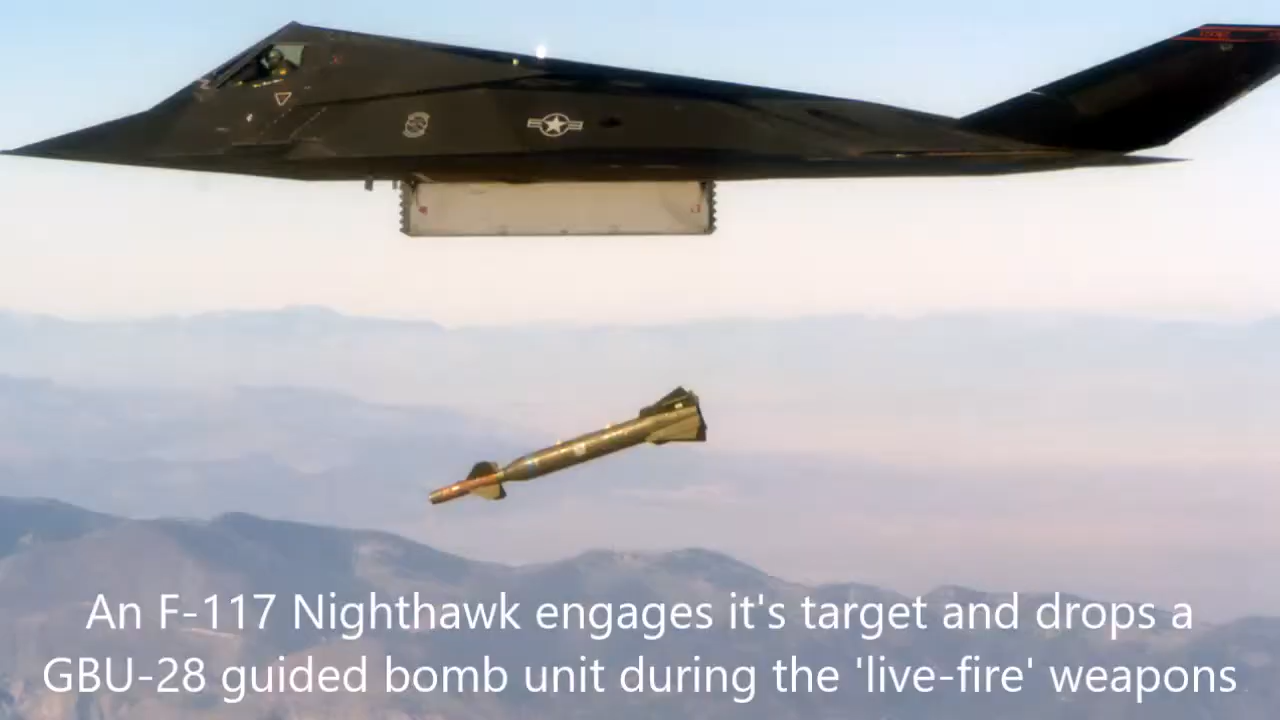 An F-117 Nighthawk engages it's target and drops a
GBU-28 guided bomb unit during the 'live-fire' weapons